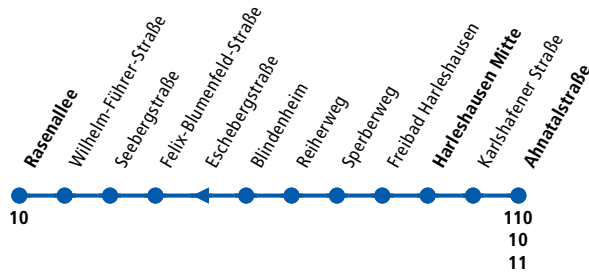 Rasenallee
Wilhelm-Führer-Straße
Seebergstraße
Felix-Blumenfeld-Straße
Eschebergstraße
Blindenheim
Reiherweg
Sperberweg
Freibad Harleshausen
Harleshausen Mitte
Karlshafener Straße
Ahnatalstraße
10
110
10
11